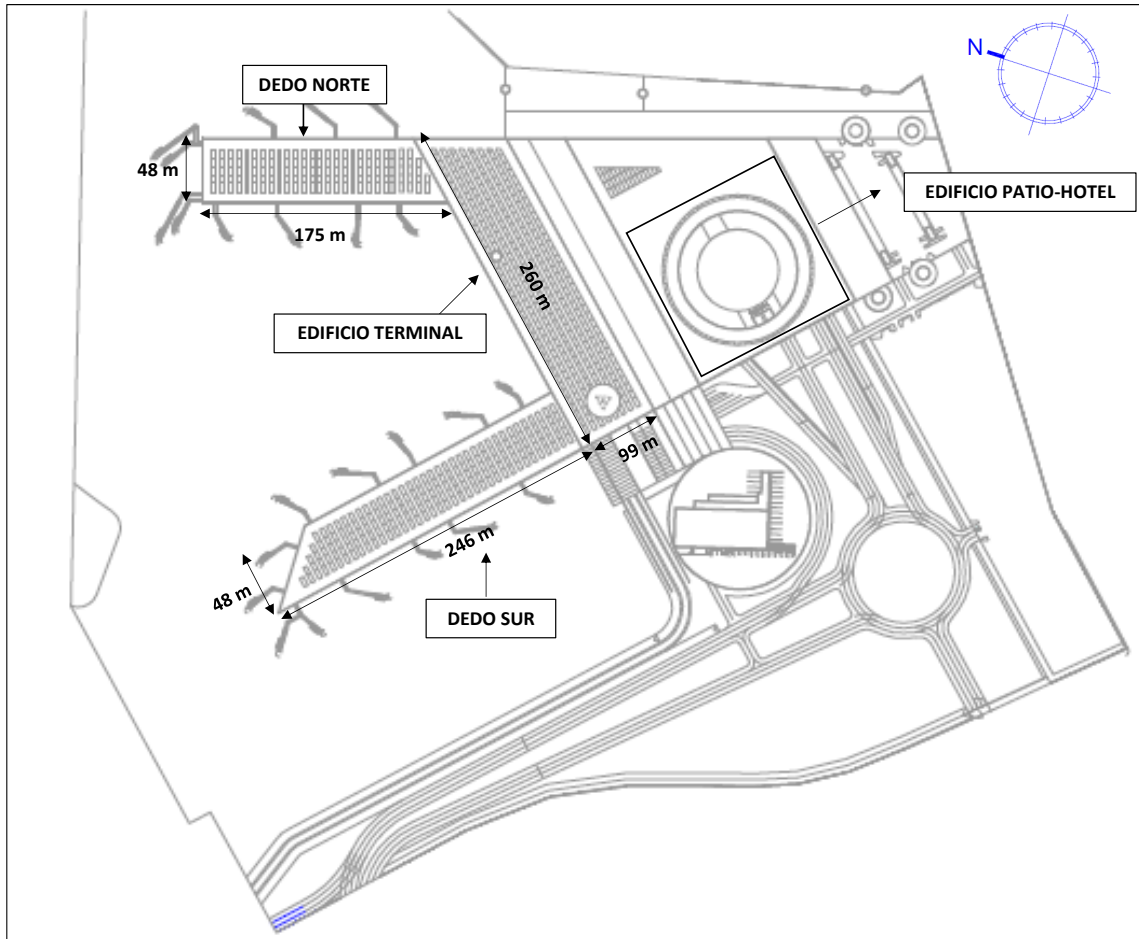 N
DEDO NORTE
48 m
EDIFICIO PATIO-HOTEL
175 m
260 m
EDIFICIO TERMINAL
99 m
246 m
48 m
DEDO SUR